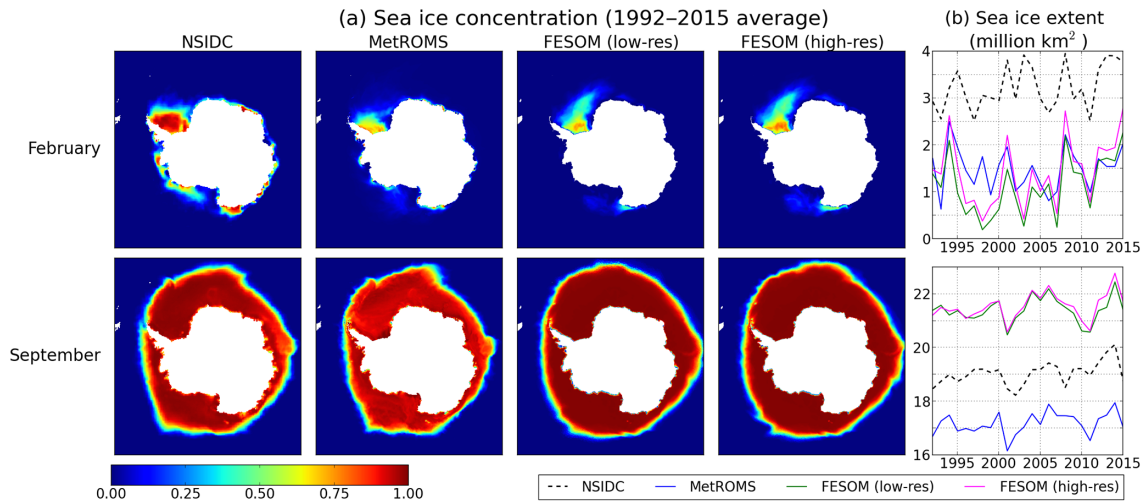 (a) Sea ice concentration (1992–2015 average)
(b) Sea ice extent
(million km²)
NSIDC MetROMS FESOM (low-res) FESOM (high-res)
February
September
4
3
2
1
0
1995 2000 2005 2010 2015
22
20
19
17
16
1995 2000 2005 2010 2015
0.00 0.25 0.50 0.75 1.00
NSIDC MetROMS FESOM (low-res) FESOM (high-res)